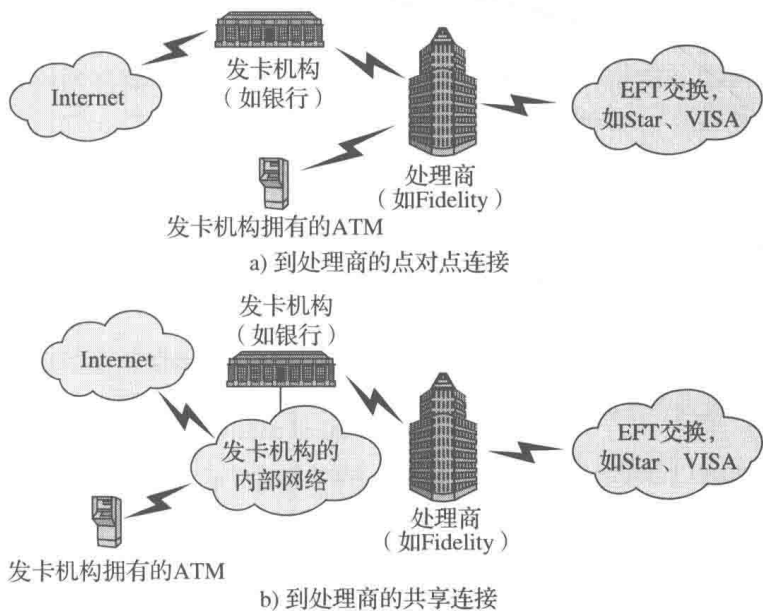 发卡机构
（如银行）
Internet
EFT交换，
如Star、VISA
处理商
（如Fidelity）
发卡机构拥有的ATM
a) 到处理商的点对点连接
发卡机构
（如银行）
Internet
发卡机构的
内部网络
EFT交换，
如Star、VISA
处理商
（如Fidelity）
发卡机构拥有的ATM
b) 到处理商的共享连接